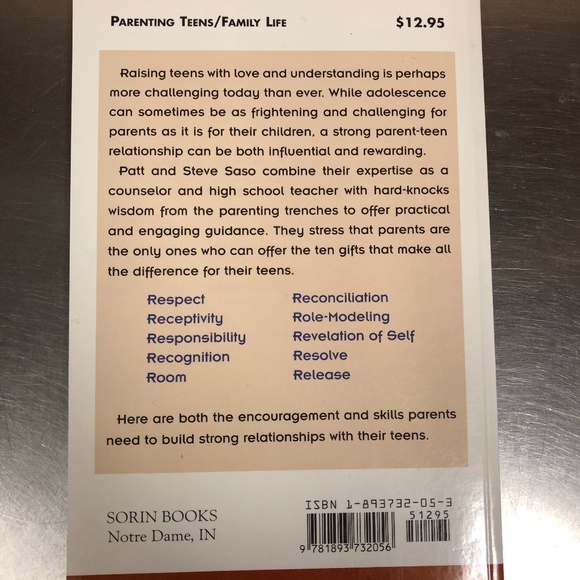 PARENTING TEENS/FAMILY LIFE $12.95
Raising teens with love and understanding is perhaps
more challenging today than ever. While adolescence
can sometimes be as frightening and challenging for
parents as it is for their children, a strong parent-teen
relationship can be both influential and rewarding.
Patt and Steve Saso combine their expertise as a
counselor and high school teacher with hard-knocks
wisdom from the parenting trenches to offer practical
and engaging guidance. They stress that parents are
the only ones who can offer the ten gifts that make all
the difference for their teens.
Respect Reconciliation
Receptivity Role-Modeling
Responsibility Revelation of Self
Recognition Resolve
Room Release
Here are both the encouragement and skills parents
need to build strong relationships with their teens.
ISBN 1-893732-05-3
51295
SORIN BOOKS
Notre Dame, IN
9 781893 732056